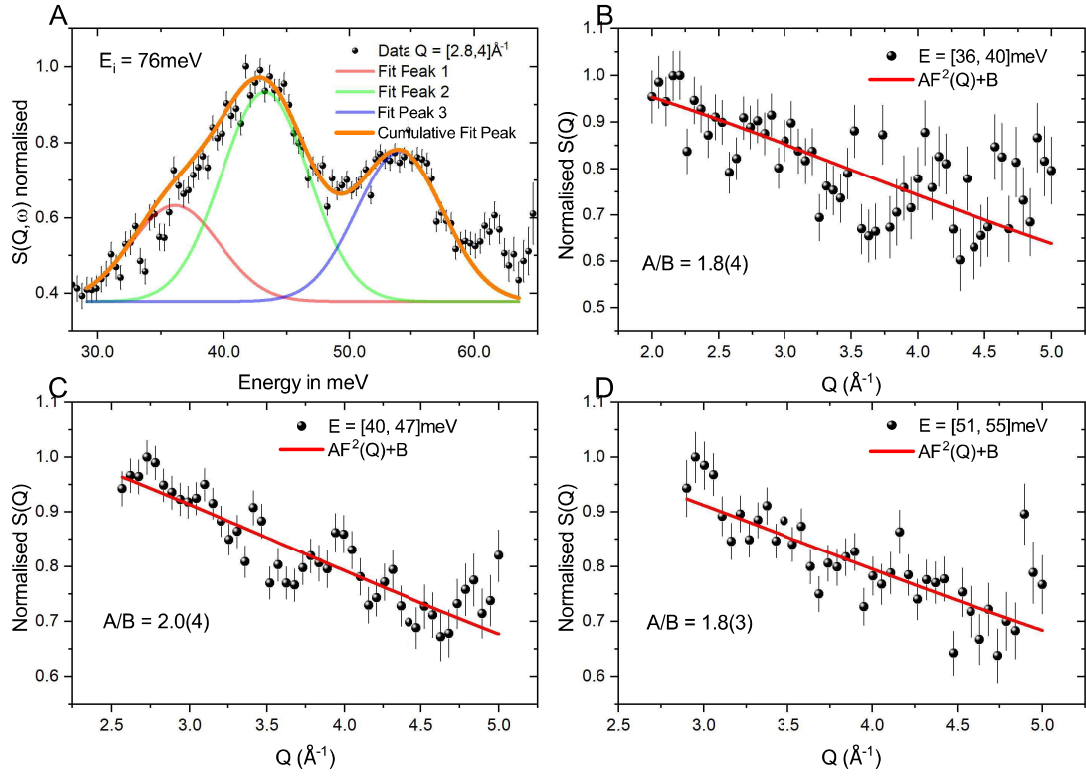 A
E_i = 76meV
Data Q = [2.8,4]Å⁻¹
Fit Peak 1
Fit Peak 2
Fit Peak 3
Cumulative Fit Peak
S(Q,ω) normalised
1.0
0.8
0.6
0.4
30.0 40.0 50.0 60.0
Energy in meV
B
E = [36, 40]meV
AF²(Q)+B
A/B = 1.8(4)
Normalised S(Q)
1.1
1.0
0.9
0.8
0.7
0.6
0.5
2.0 2.5 3.0 3.5 4.0 4.5 5.0
Q (Å⁻¹)
C
E = [40, 47]meV
AF²(Q)+B
A/B = 2.0(4)
Normalised S(Q)
1.1
1.0
0.9
0.8
0.7
0.6
2.5 3.0 3.5 4.0 4.5 5.0
Q (Å⁻¹)
D
E = [51, 55]meV
AF²(Q)+B
A/B = 1.8(3)
Normalised S(Q)
1.1
1.0
0.9
0.8
0.7
0.6
3.0 3.5 4.0 4.5 5.0
Q (Å⁻¹)